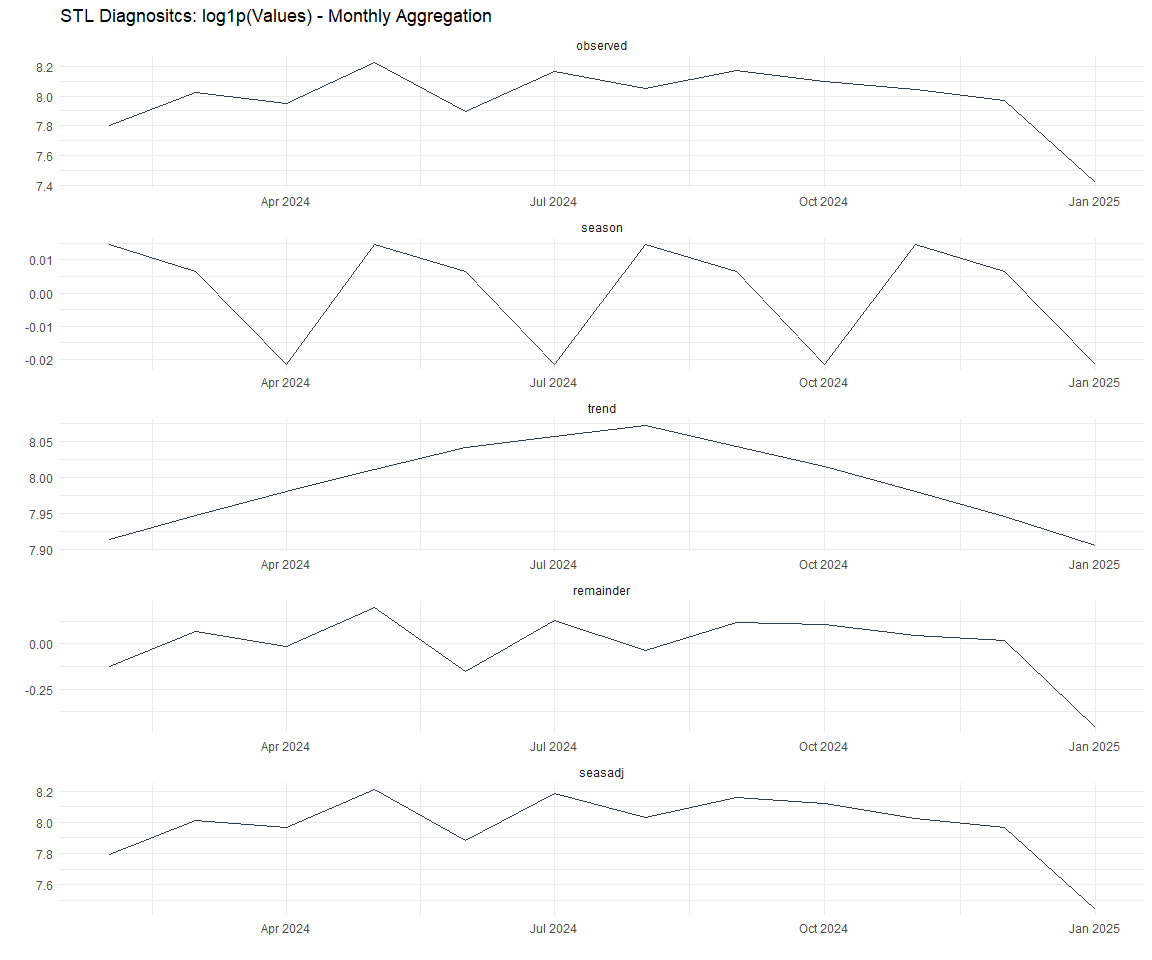 STL Diagnositcs: log1p(Values) - Monthly Aggregation
observed
8.2
8.0
7.8
7.6
7.4
Apr 2024 Jul 2024 Oct 2024 Jan 2025
season
0.01
0.00
-0.01
-0.02
Apr 2024 Jul 2024 Oct 2024 Jan 2025
trend
8.05
8.00
7.95
7.90
Apr 2024 Jul 2024 Oct 2024 Jan 2025
remainder
0.00
-0.25
Apr 2024 Jul 2024 Oct 2024 Jan 2025
seasadj
8.2
8.0
7.8
7.6
Apr 2024 Jul 2024 Oct 2024 Jan 2025